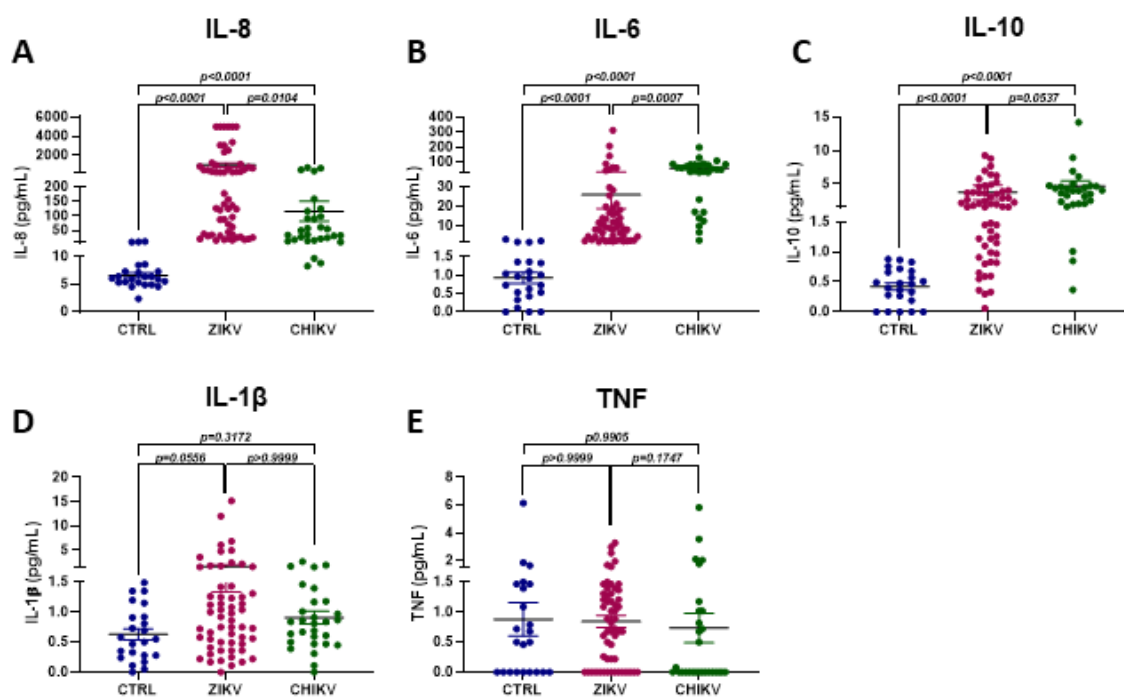 A
IL-8
p<0.0001
p<0.0001
p=0.0104
IL-8 (pg/mL)
6000
4000
2000
200
150
100
50
10
5
0
CTRL
ZIKV
CHIKV
B
IL-6
p<0.0001
p<0.0001
p=0.0007
IL-6 (pg/mL)
400
300
200
100
50
30
20
10
1.5
1.0
0.5
0.0
CTRL
ZIKV
CHIKV
C
IL-10
p<0.0001
p<0.0001
p=0.0537
IL-10 (pg/mL)
15
10
5
1.5
1.0
0.5
0.0
CTRL
ZIKV
CHIKV
D
IL-1β
p=0.3172
p=0.0556
p>0.9999
IL-1β (pg/mL)
20
15
10
5
1.5
1.0
0.5
0.0
CTRL
ZIKV
CHIKV
E
TNF
p0.9905
p>0.9999
p=0.1747
TNF (pg/mL)
8
6
4
2
1.5
1.0
0.5
0.0
CTRL
ZIKV
CHIKV